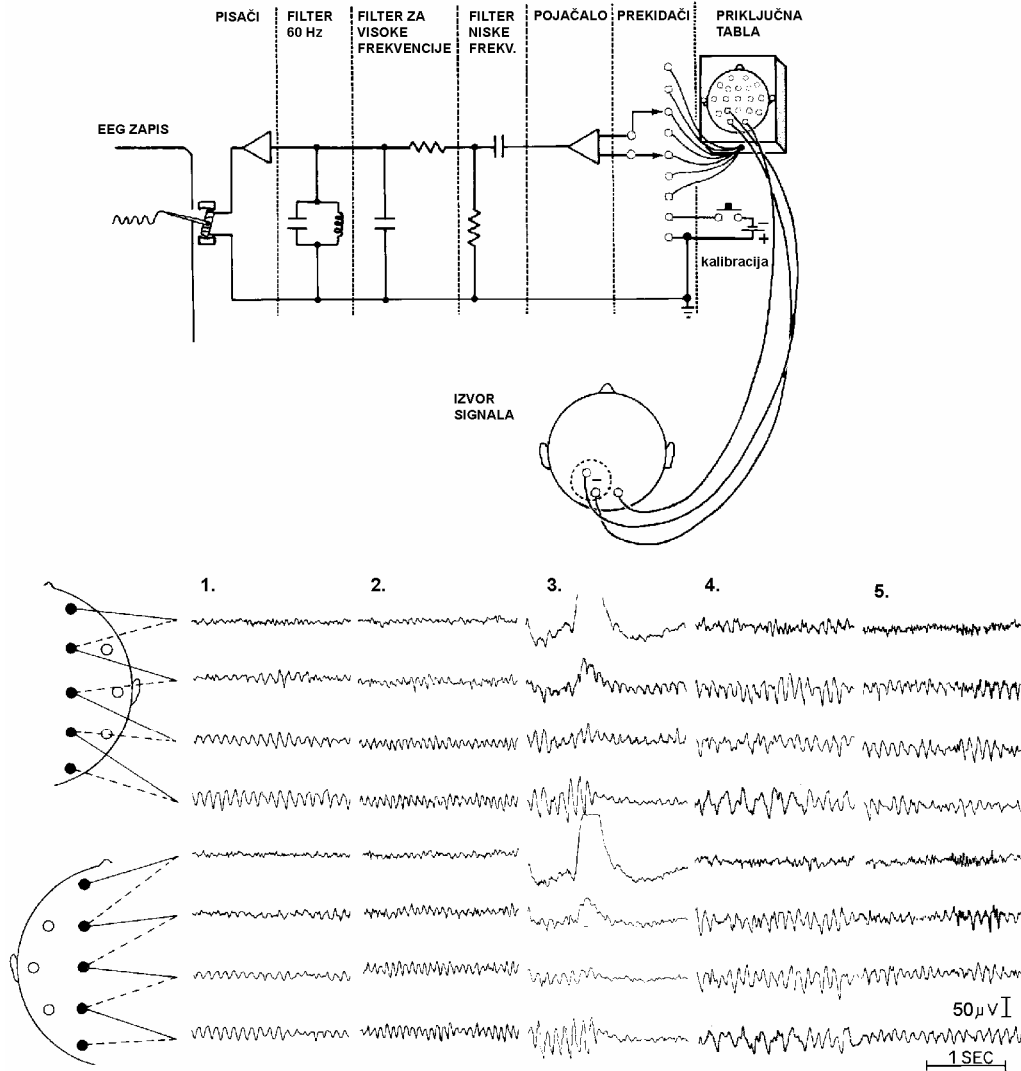 PISAČI
FILTER
60 Hz
FILTER ZA
VISOKE
FREKVENCIJE
FILTER
NISKE
FREKV.
POJAČALO
PREKIDAČI
PRIKLJUČNA
TABLA
EEG ZAPIS
kalibracija
IZVOR
SIGNALA
1.
2.
3.
4.
5.
50µV
1 SEC